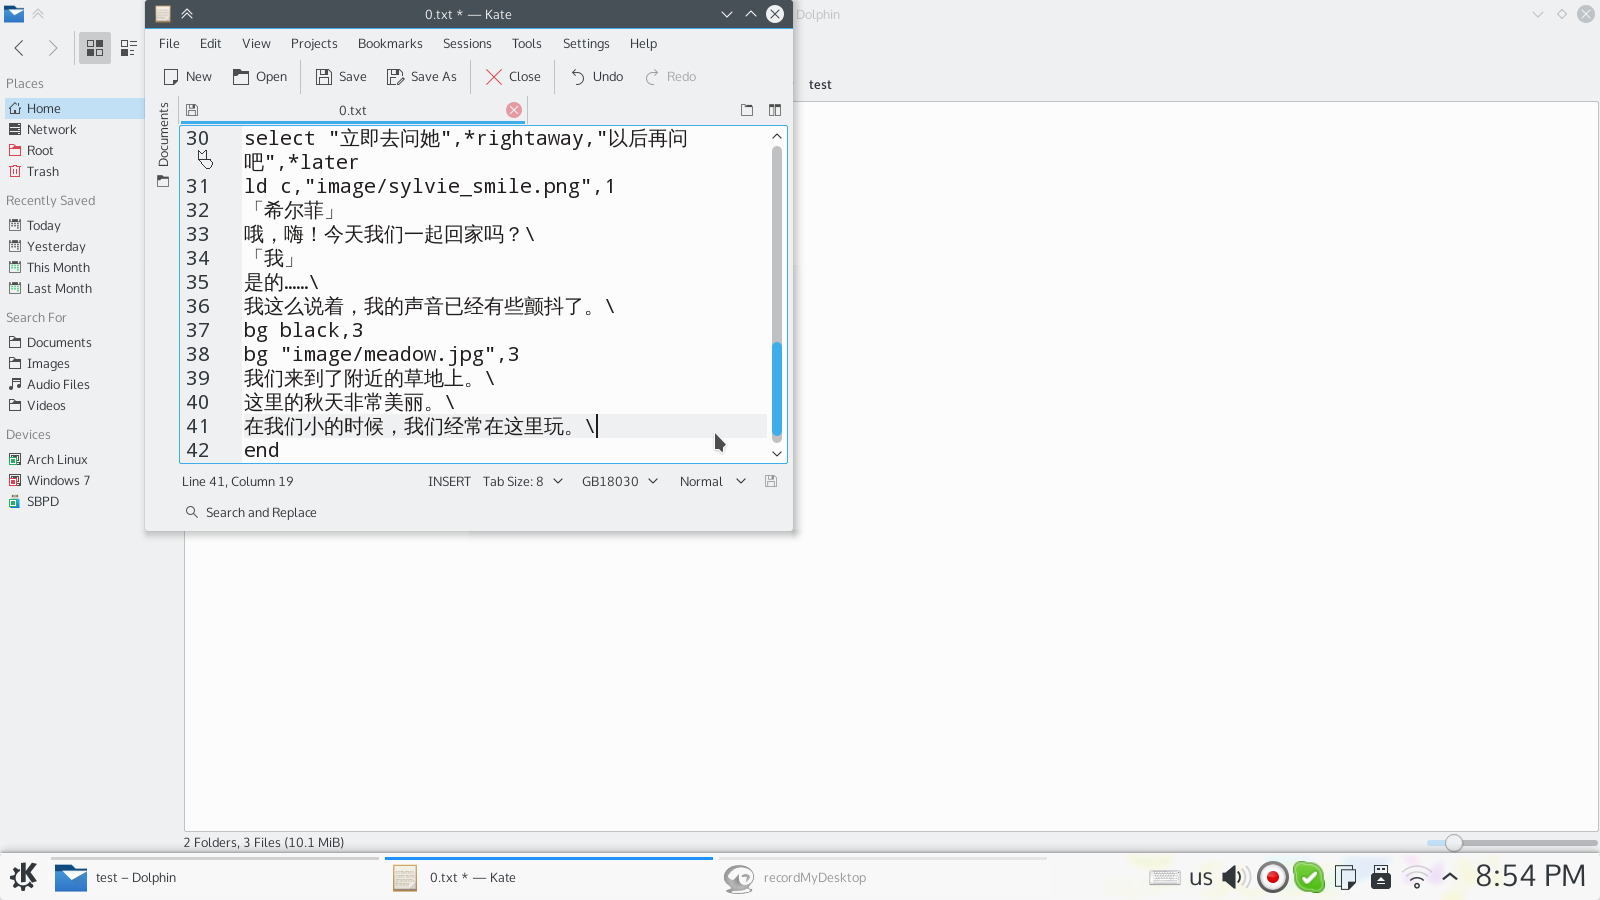 0.txt * — Kate
Dolphin
File Edit View Projects Bookmarks Sessions Tools Settings Help
New Open Save Save As Close Undo Redo
test
Places
Home
Network
Root
Trash
Recently Saved
Today
Yesterday
This Month
Last Month
Search For
Documents
Images
Audio Files
Videos
Devices
Arch Linux
Windows 7
SBPD
Documents
0.txt
30 select "立即去问她",*rightaway,"以后再问
吧",*later
31 ld c,"image/sylvie_smile.png",1
32 「希尔菲」
33 哦，嗨！今天我们一起回家吗？\
34 「我」
35 是的……\
36 我这么说着，我的声音已经有些颤抖了。\
37 bg black,3
38 bg "image/meadow.jpg",3
39 我们来到了附近的草地上。\
40 这里的秋天非常美丽。\
41 在我们小的时候，我们经常在这里玩。\
42 end
Line 41, Column 19 INSERT Tab Size: 8 GB18030 Normal
Search and Replace
2 Folders, 3 Files (10.1 MiB)
test – Dolphin 0.txt * — Kate recordMyDesktop us 8:54 PM